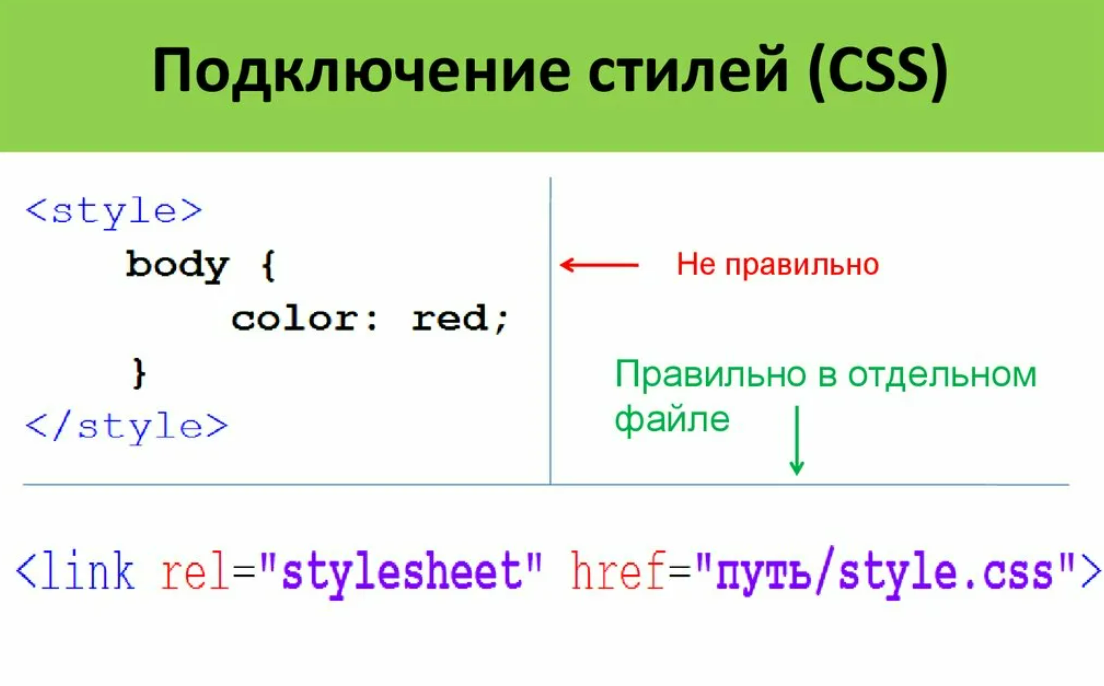 Подключение стилей (CSS)
<style>
body {
color: red;
}
</style>
Не правильно
Правильно в отдельном
файле
<link rel="stylesheet" href="путь/style.css">